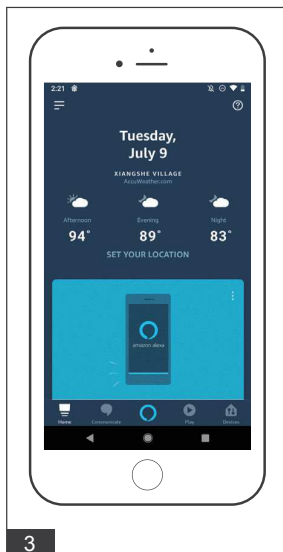 2:21
Tuesday,
July 9
XIANGSHE VILLAGE
AccuWeather.com
Afternoon Evening Night
94° 89° 83°
SET YOUR LOCATION
amazon alexa
Home Communicate Play Devices
3